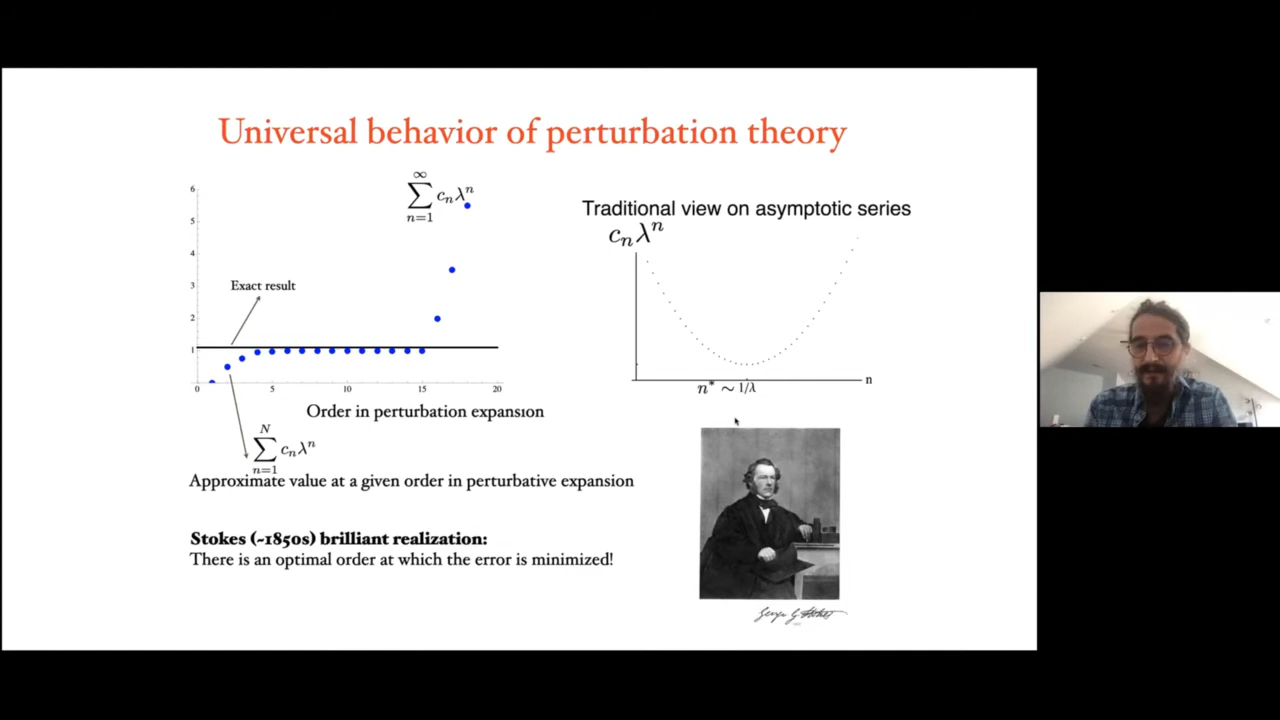 Universal behavior of perturbation theory
6
5
4
3
2
1
0 5 10 15 20
∞
∑ cₙλⁿ
n=1
Exact result
Order in perturbation expansion
N
∑ cₙλⁿ
n=1
Approximate value at a given order in perturbative expansion
Traditional view on asymptotic series
cₙλⁿ
n
n* ~ 1/λ
Stokes (~1850s) brilliant realization:
There is an optimal order at which the error is minimized!
George G Stokes